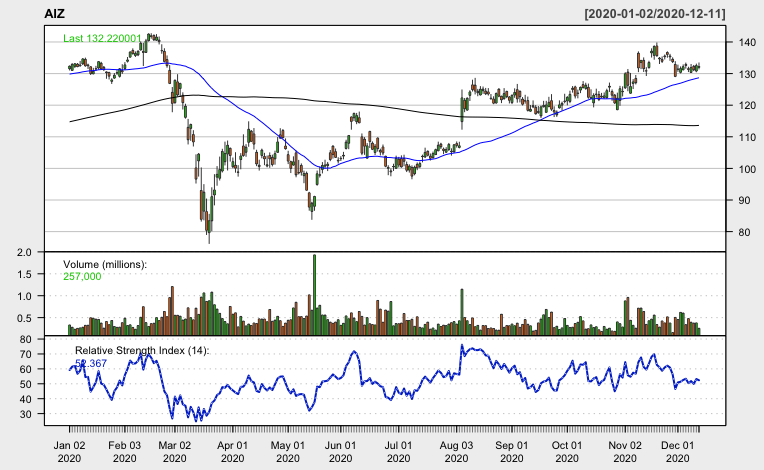 AIZ [2020-01-02/2020-12-11]
Last 132.220001
140
130
120
110
100
90
80
Volume (millions):
257,000
2.0
1.5
1.0
0.5
Relative Strength Index (14):
52.367
80
70
60
50
40
30
Jan 02 2020
Feb 03 2020
Mar 02 2020
Apr 01 2020
May 01 2020
Jun 01 2020
Jul 01 2020
Aug 03 2020
Sep 01 2020
Oct 01 2020
Nov 02 2020
Dec 01 2020